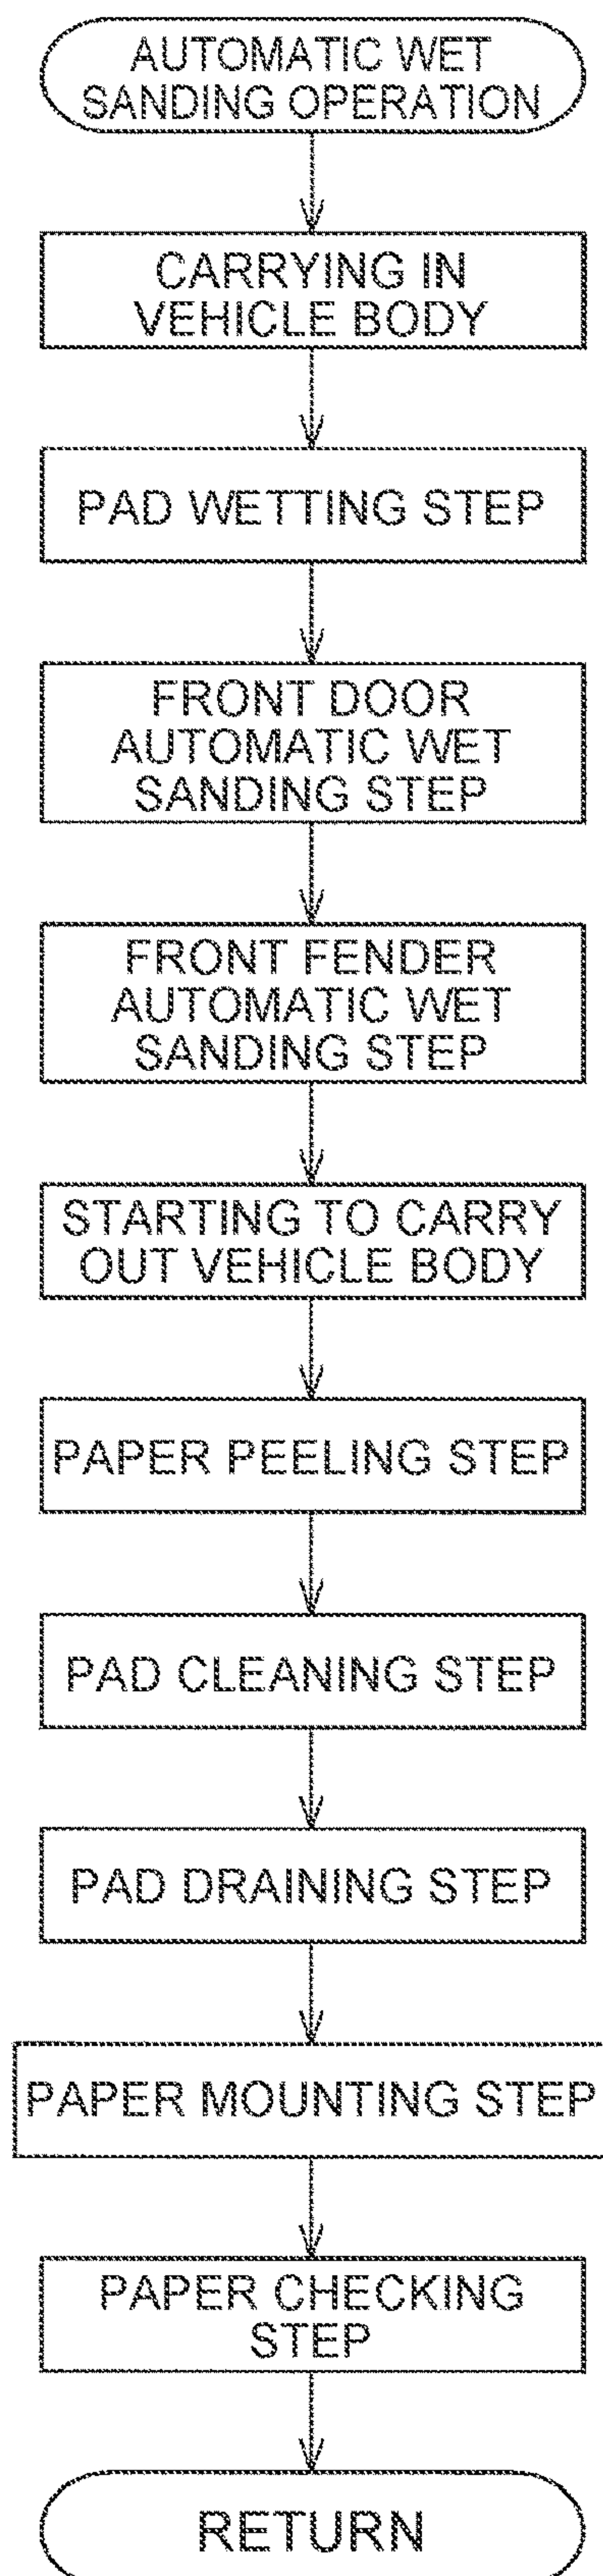 AUTOMATIC WET
SANDING OPERATION
CARRYING IN
VEHICLE BODY
PAD WETTING STEP
FRONT DOOR
AUTOMATIC WET
SANDING STEP
FRONT FENDER
AUTOMATIC WET
SANDING STEP
STARTING TO CARRY
OUT VEHICLE BODY
PAPER PEELING STEP
PAD CLEANING STEP
PAD DRAINING STEP
PAPER MOUNTING STEP
PAPER CHECKING
STEP
RETURN